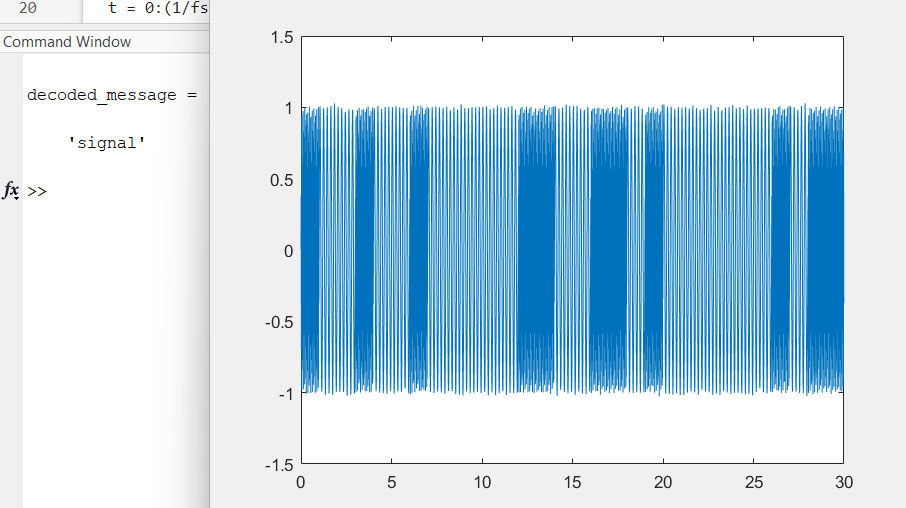 20 t = 0:(1/fs
Command Window
decoded_message =
'signal'
fx >>
1.5
1
0.5
0
-0.5
-1
-1.5
0 5 10 15 20 25 30